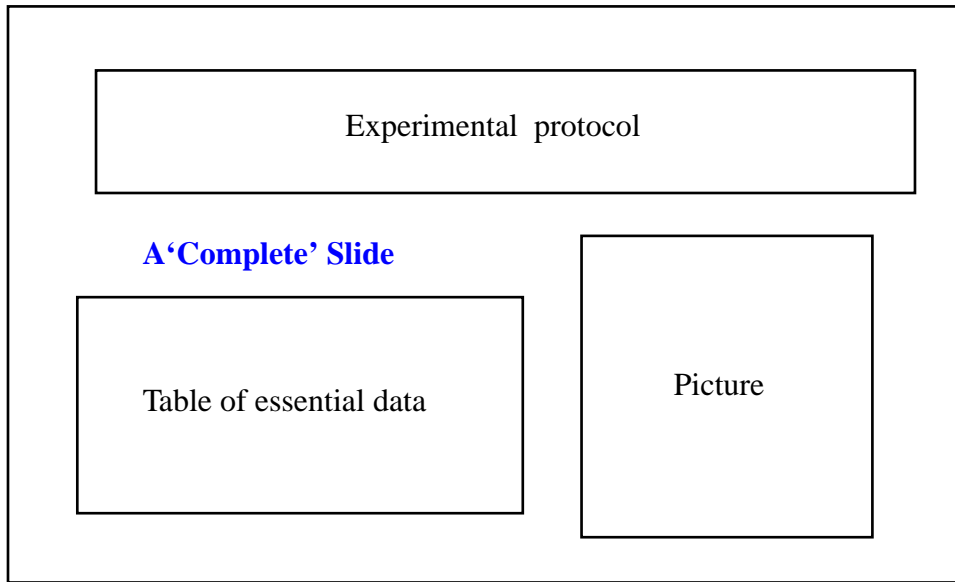 Experimental protocol
A‘Complete’ Slide
Table of essential data
Picture